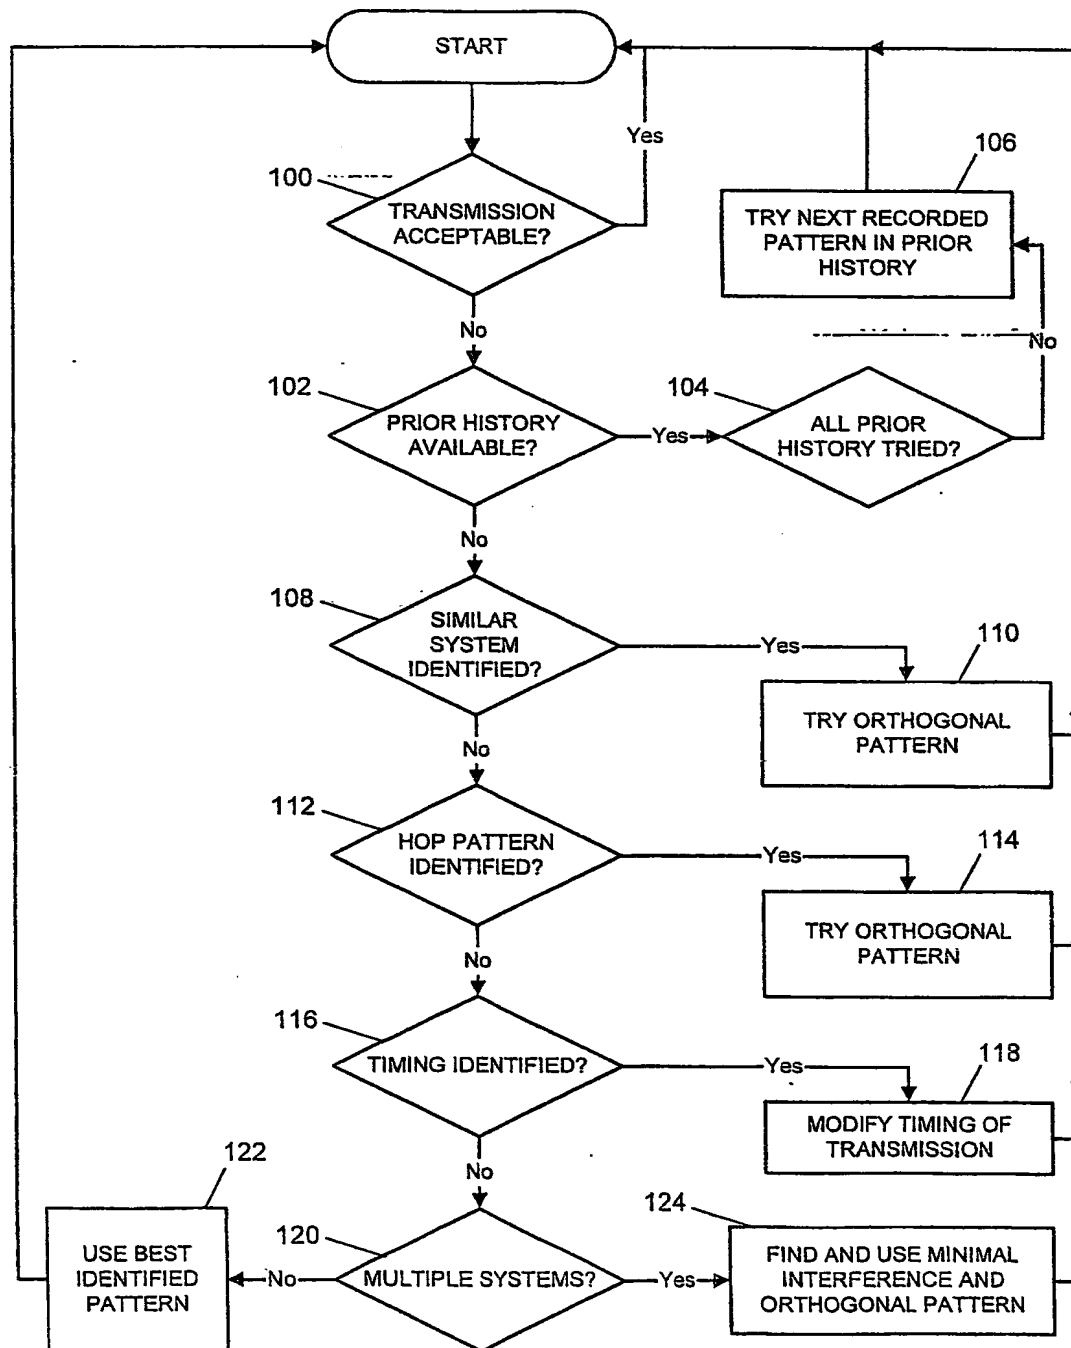 START
Yes
100
TRANSMISSION
ACCEPTABLE?
106
TRY NEXT RECORDED
PATTERN IN PRIOR
HISTORY
No
No
102
PRIOR HISTORY
AVAILABLE?
Yes
104
ALL PRIOR
HISTORY TRIED?
No
108
SIMILAR
SYSTEM
IDENTIFIED?
Yes
110
TRY ORTHOGONAL
PATTERN
No
112
HOP PATTERN
IDENTIFIED?
Yes
114
TRY ORTHOGONAL
PATTERN
No
116
TIMING IDENTIFIED?
Yes
118
MODIFY TIMING OF
TRANSMISSION
No
122
USE BEST
IDENTIFIED
PATTERN
No
120
MULTIPLE SYSTEMS?
Yes
124
FIND AND USE MINIMAL
INTERFERENCE AND
ORTHOGONAL PATTERN